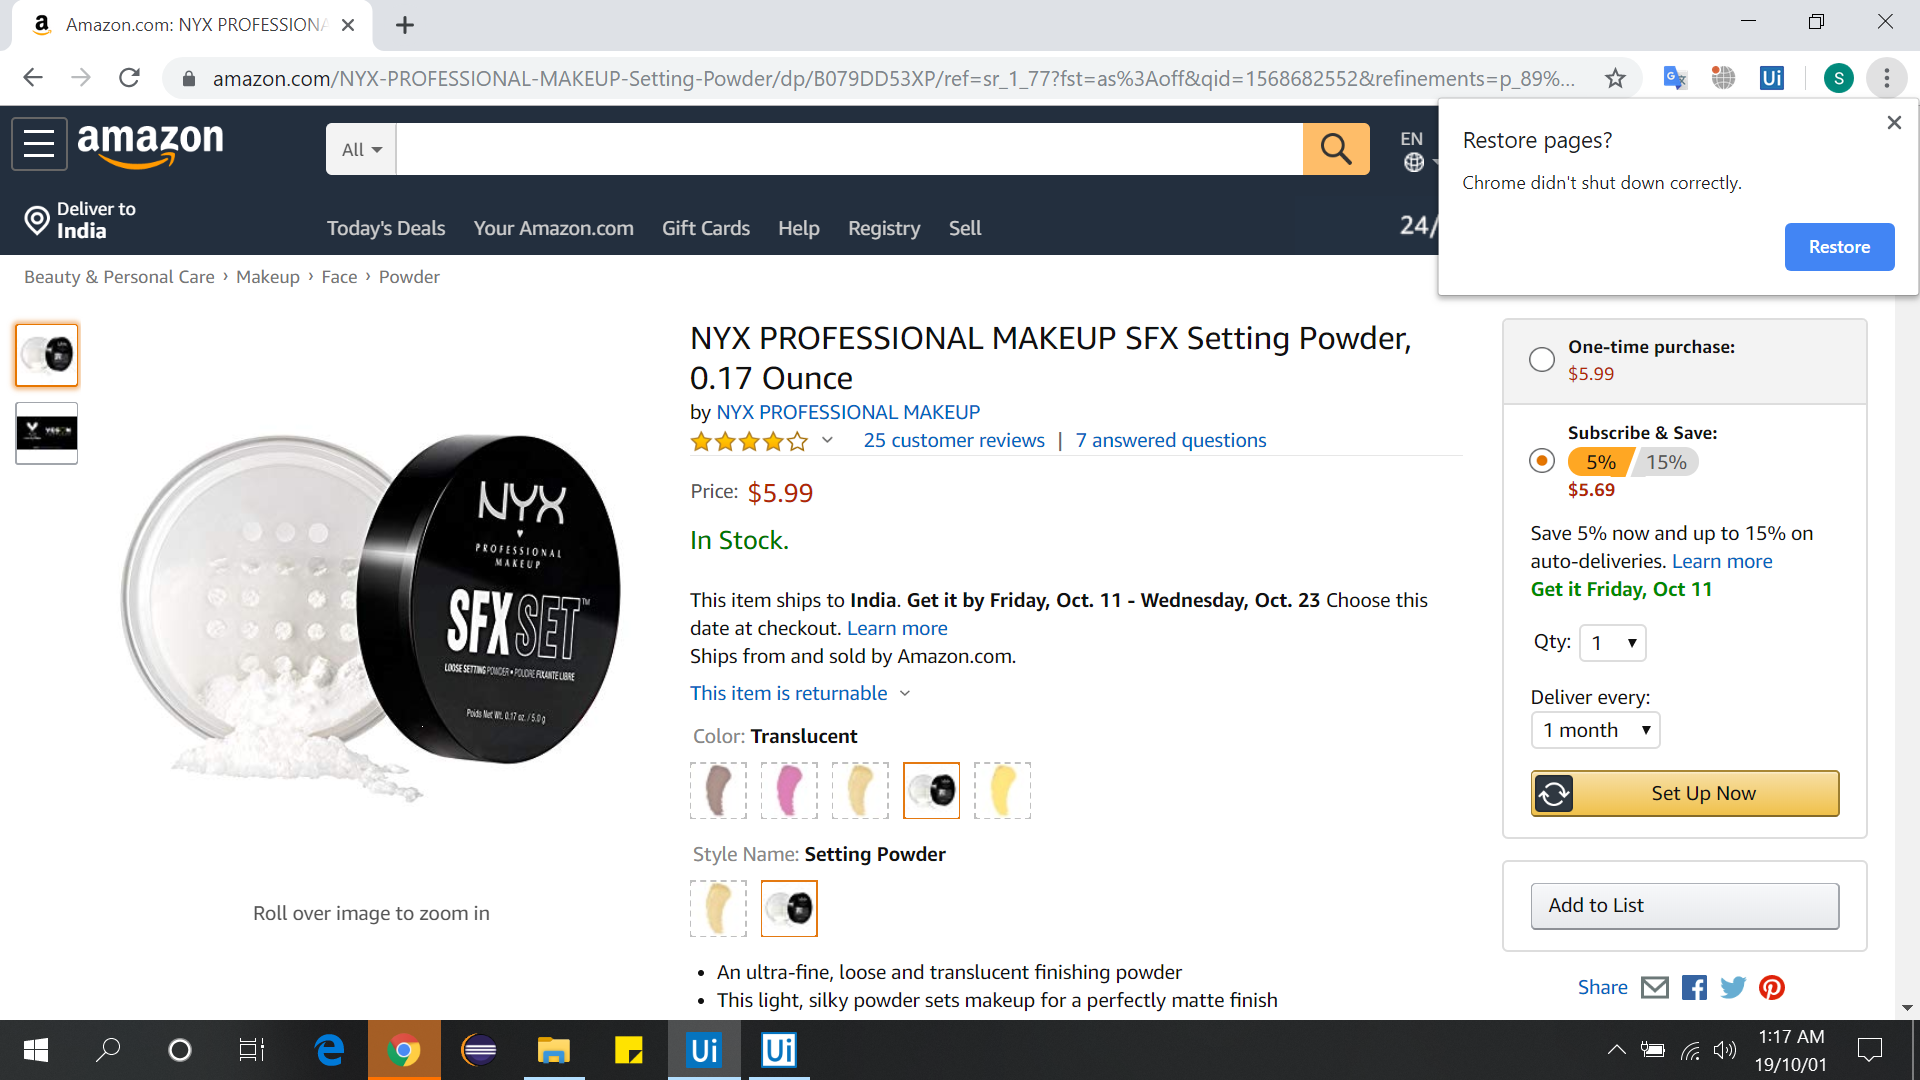 Amazon.com: NYX PROFESSIONA
amazon.com/NYX-PROFESSIONAL-MAKEUP-Setting-Powder/dp/B079DD53XP/ref=sr_1_77?fst=as%3Aoff&qid=1568682552&refinements=p_89%...
Ui
S
Restore pages?
Chrome didn't shut down correctly.
Restore
amazon
All
EN
Deliver to
India
Today's Deals
Your Amazon.com
Gift Cards
Help
Registry
Sell
24/
Beauty & Personal Care › Makeup › Face › Powder
NYX
PROFESSIONAL
MAKEUP
SFX SET™
LOOSE SETTING POWDER • POUDRE FIXANTE LIBRE
Poids Net Wt. 0.17 oz. / 5.0 g
Roll over image to zoom in
NYX PROFESSIONAL MAKEUP SFX Setting Powder,
0.17 Ounce
by NYX PROFESSIONAL MAKEUP
25 customer reviews | 7 answered questions
Price: $5.99
In Stock.
This item ships to India. Get it by Friday, Oct. 11 - Wednesday, Oct. 23 Choose this
date at checkout. Learn more
Ships from and sold by Amazon.com.
This item is returnable
Color: Translucent
Style Name: Setting Powder
• An ultra-fine, loose and translucent finishing powder
• This light, silky powder sets makeup for a perfectly matte finish
One-time purchase:
$5.99
Subscribe & Save:
5% 15%
$5.69
Save 5% now and up to 15% on
auto-deliveries. Learn more
Get it Friday, Oct 11
Qty: 1
Deliver every:
1 month
Set Up Now
Add to List
Share
Ui
Ui
1:17 AM
19/10/01